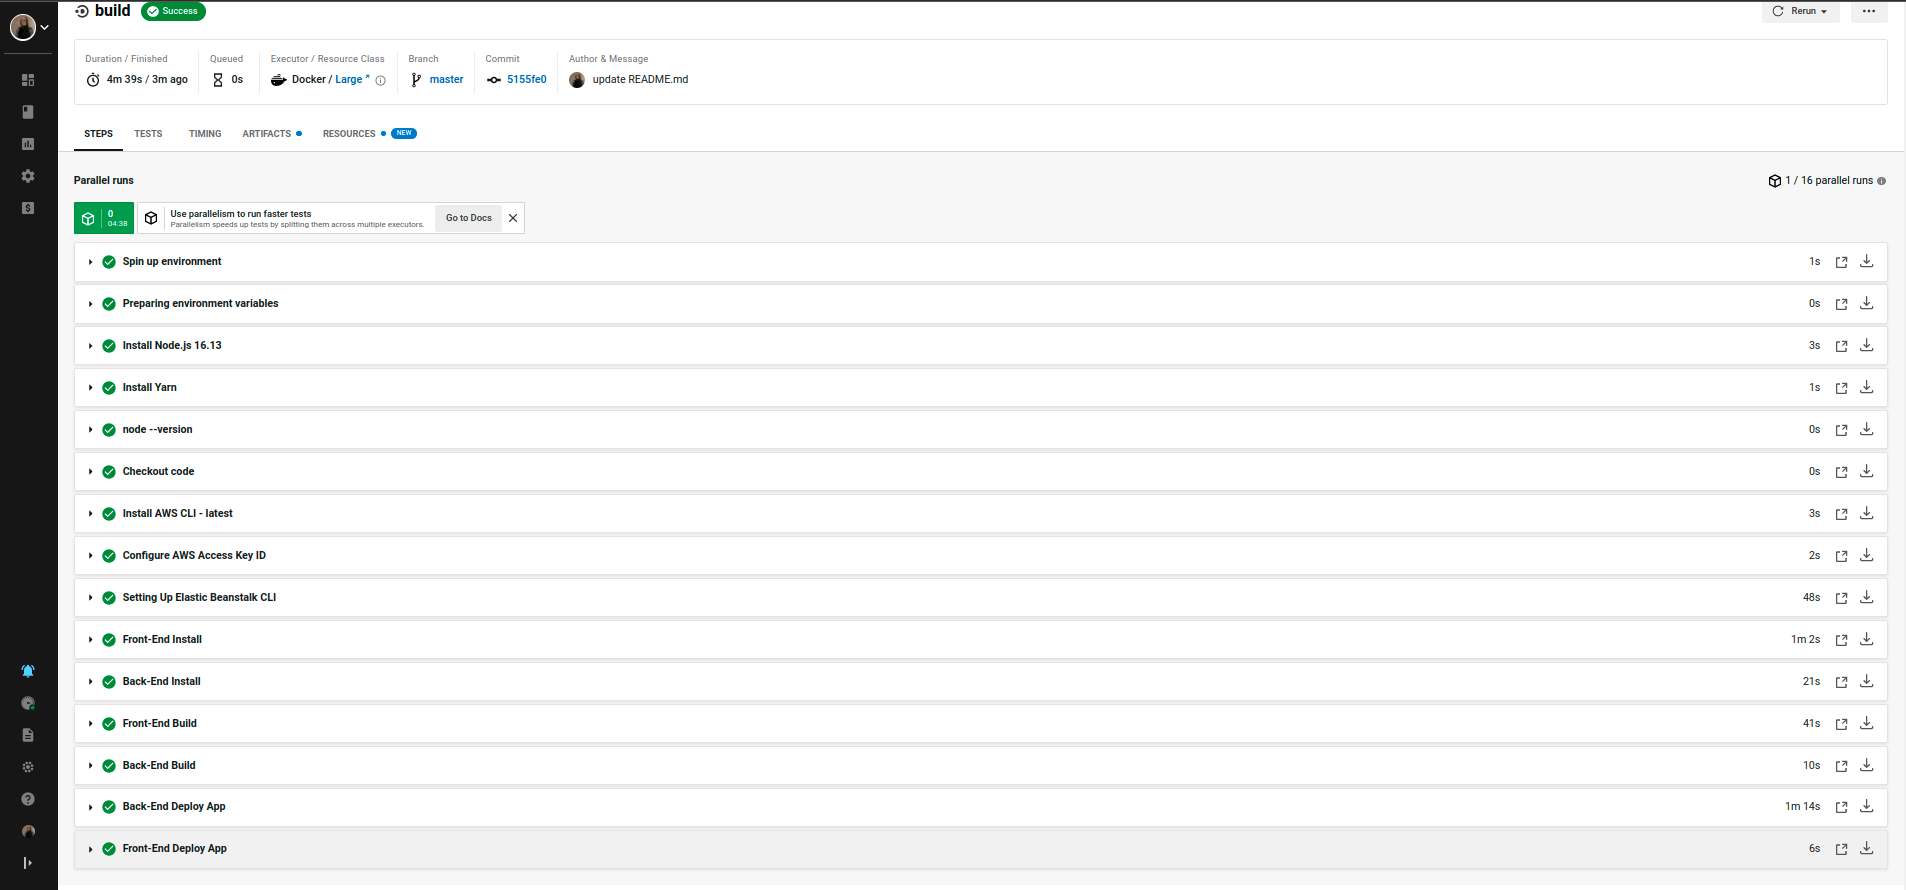 build Success Rerun
Duration / Finished Queued Executor / Resource Class Branch Commit Author & Message
4m 39s / 3m ago 0s Docker / Large * master 5155fe0 update README.md
STEPS TESTS TIMING ARTIFACTS RESOURCES NEW
Parallel runs 1 / 16 parallel runs
0
04:38
Use parallelism to run faster tests
Parallelism speeds up tests by splitting them across multiple executors.
Go to Docs
Spin up environment 1s
Preparing environment variables 0s
Install Node.js 16.13 3s
Install Yarn 1s
node --version 0s
Checkout code 0s
Install AWS CLI - latest 3s
Configure AWS Access Key ID 2s
Setting Up Elastic Beanstalk CLI 48s
Front-End Install 1m 2s
Back-End Install 21s
Front-End Build 41s
Back-End Build 10s
Back-End Deploy App 1m 14s
Front-End Deploy App 6s